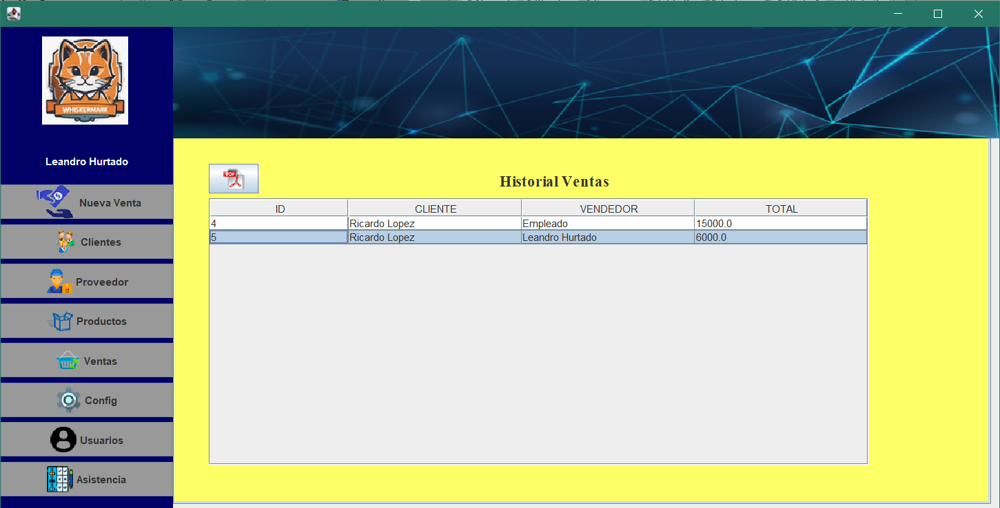 WHISKERMARK
Leandro Hurtado
Nueva Venta
Clientes
Proveedor
Productos
Ventas
Config
Usuarios
Asistencia
PDF
Historial Ventas
ID CLIENTE VENDEDOR TOTAL
4 Ricardo Lopez Empleado 15000.0
5 Ricardo Lopez Leandro Hurtado 6000.0